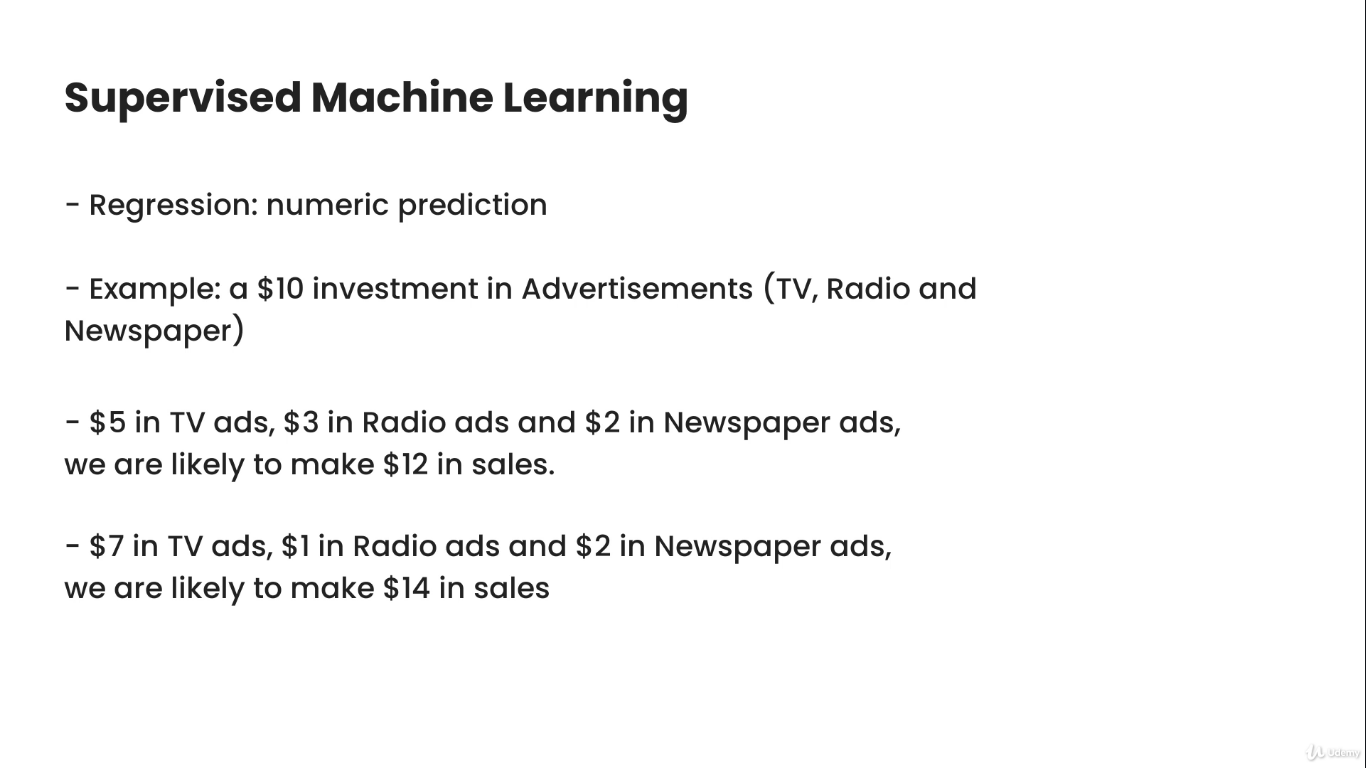 Supervised Machine Learning
- Regression: numeric prediction
- Example: a $10 investment in Advertisements (TV, Radio and
Newspaper)
- $5 in TV ads, $3 in Radio ads and $2 in Newspaper ads,
we are likely to make $12 in sales.
- $7 in TV ads, $1 in Radio ads and $2 in Newspaper ads,
we are likely to make $14 in sales
Udemy